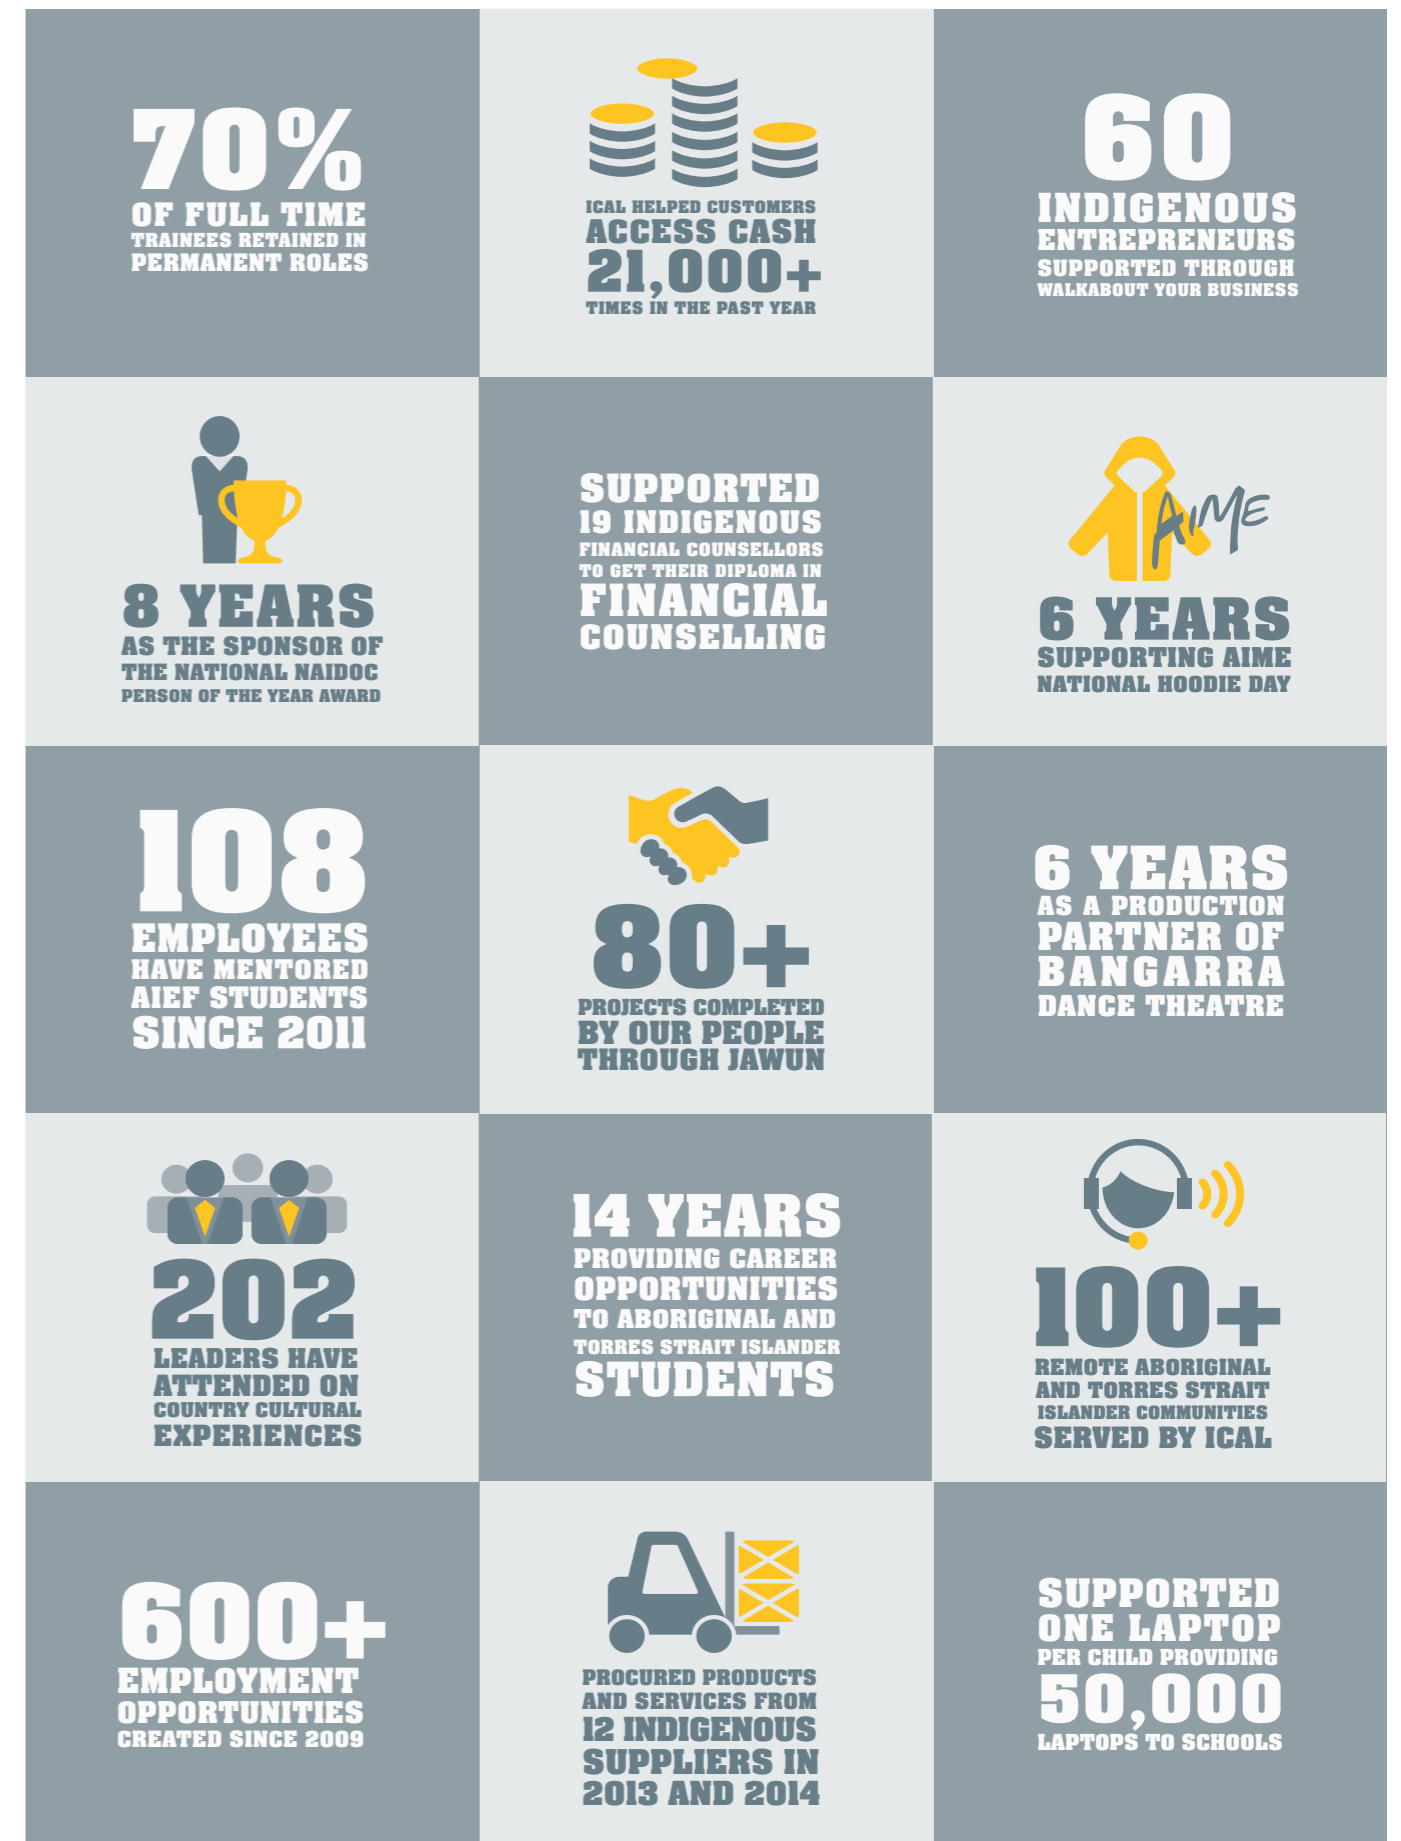 70%
OF FULL TIME
TRAINEES RETAINED IN
PERMANENT ROLES
ICAL HELPED CUSTOMERS
ACCESS CASH
21,000+
TIMES IN THE PAST YEAR
60
INDIGENOUS
ENTREPRENEURS
SUPPORTED THROUGH
WALKABOUT YOUR BUSINESS
8 YEARS
AS THE SPONSOR OF
THE NATIONAL NAIDOC
PERSON OF THE YEAR AWARD
SUPPORTED
19 INDIGENOUS
FINANCIAL COUNSELLORS
TO GET THEIR DIPLOMA IN
FINANCIAL
COUNSELLING
AIME
6 YEARS
SUPPORTING AIME
NATIONAL HOODIE DAY
108
EMPLOYEES
HAVE MENTORED
AIEF STUDENTS
SINCE 2011
80+
PROJECTS COMPLETED
BY OUR PEOPLE
THROUGH JAWUN
6 YEARS
AS A PRODUCTION
PARTNER OF
BANGARRA
DANCE THEATRE
202
LEADERS HAVE
ATTENDED ON
COUNTRY CULTURAL
EXPERIENCES
14 YEARS
PROVIDING CAREER
OPPORTUNITIES
TO ABORIGINAL AND
TORRES STRAIT ISLANDER
STUDENTS
100+
REMOTE ABORIGINAL
AND TORRES STRAIT
ISLANDER COMMUNITIES
SERVED BY ICAL
600+
EMPLOYMENT
OPPORTUNITIES
CREATED SINCE 2009
PROCURED PRODUCTS
AND SERVICES FROM
12 INDIGENOUS
SUPPLIERS IN
2013 AND 2014
SUPPORTED
ONE LAPTOP
PER CHILD PROVIDING
50,000
LAPTOPS TO SCHOOLS